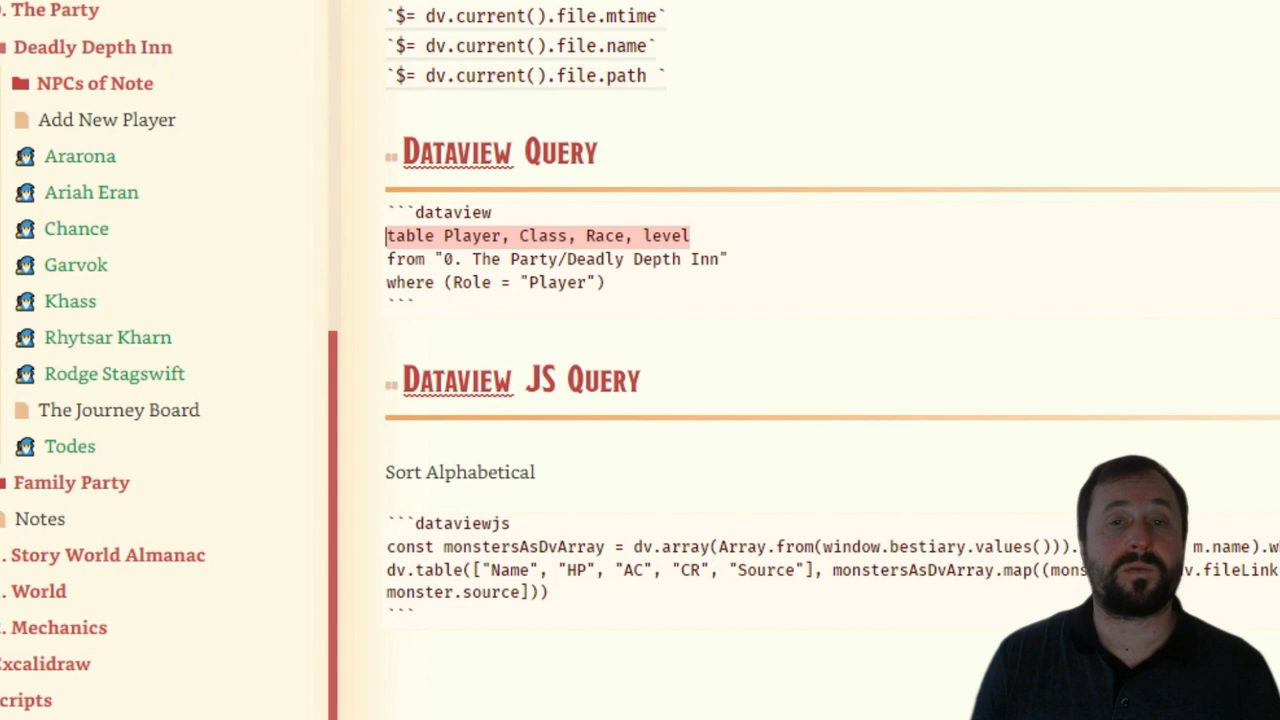 . The Party
Deadly Depth Inn
NPCs of Note
Add New Player
Ararona
Ariah Eran
Chance
Garvok
Khass
Rhytsar Kharn
Rodge Stagswift
The Journey Board
Todes
Family Party
Notes
. Story World Almanac
. World
. Mechanics
Excalidraw
cripts
`$= dv.current().file.mtime`
`$= dv.current().file.name`
`$= dv.current().file.path `
Dataview Query
```dataview
table Player, Class, Race, level
from "0. The Party/Deadly Depth Inn"
where (Role = "Player")
```
Dataview JS Query
Sort Alphabetical
```dataviewjs
const monstersAsDvArray = dv.array(Array.from(window.bestiary.values())). m.name).wh
dv.table(["Name", "HP", "AC", "CR", "Source"], monstersAsDvArray.map((mons v.fileLink
monster.source]))
```